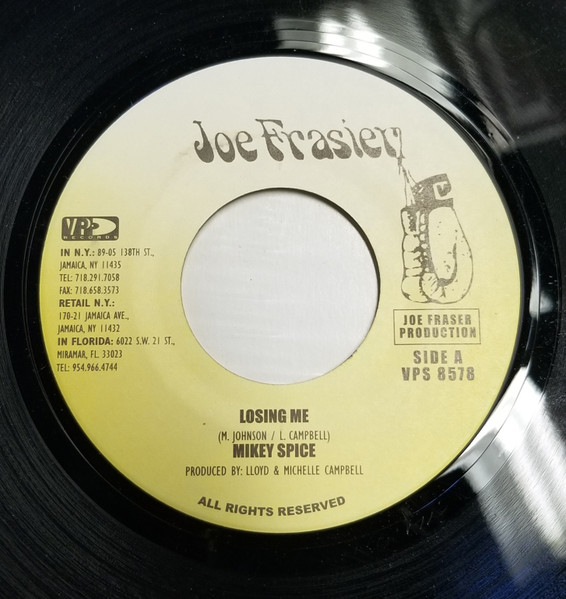 Joe Frasier
VP
RECORDS
IN N.Y.: 89-05 138TH ST.,
JAMAICA, NY 11435
TEL: 718.291.7058
FAX: 718.658.3573
RETAIL N.Y.:
170-21 JAMAICA AVE.,
JAMAICA, NY 11432
IN FLORIDA: 6022 S.W. 21 ST.,
MIRAMAR, FL. 33023
TEL: 954.966.4744
JOE FRASER
PRODUCTION
SIDE A
VPS 8578
LOSING ME
(M. JOHNSON / L. CAMPBELL)
MIKEY SPICE
PRODUCED BY: LLOYD & MICHELLE CAMPBELL
ALL RIGHTS RESERVED